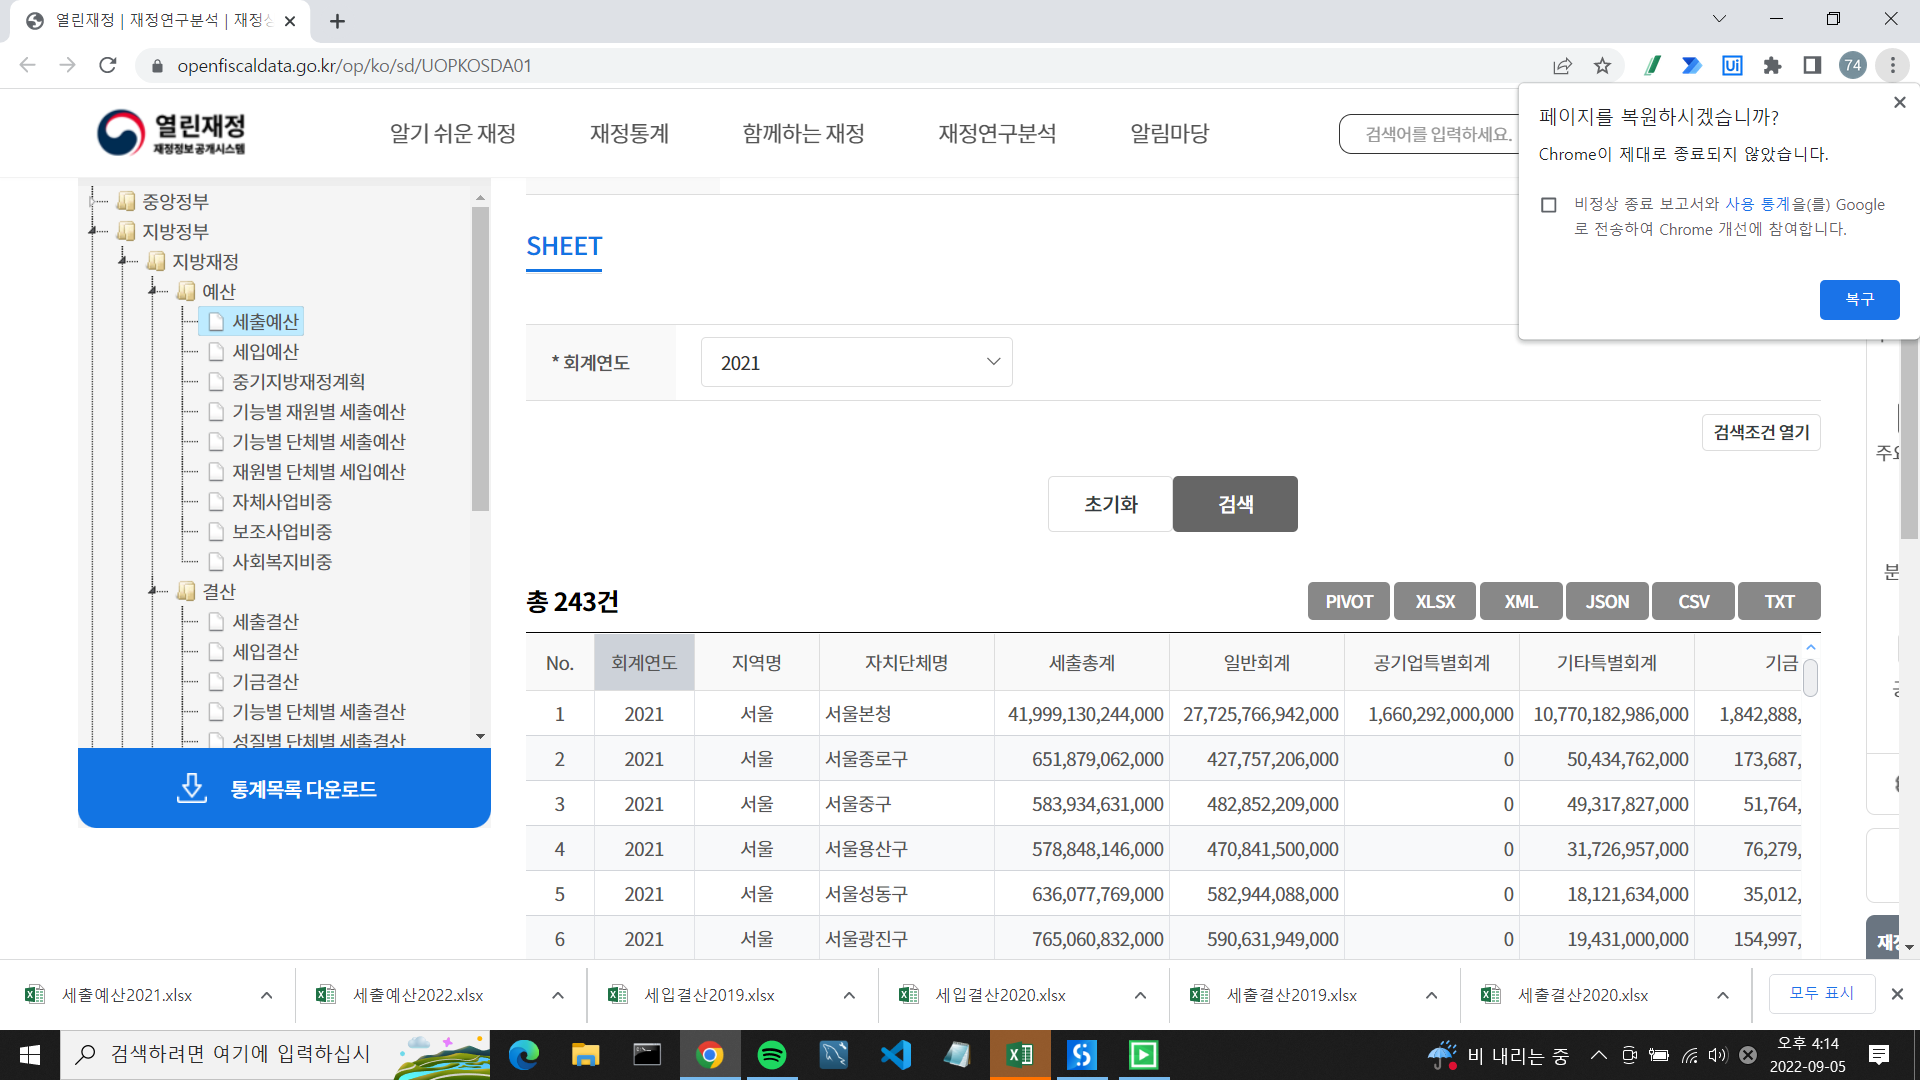 열린재정 | 재정연구분석 | 재정상
openfiscaldata.go.kr/op/ko/sd/UOPKOSDA01
74
페이지를 복원하시겠습니까?
Chrome이 제대로 종료되지 않았습니다.
비정상 종료 보고서와 사용 통계을(를) Google
로 전송하여 Chrome 개선에 참여합니다.
복구
열린재정
재정정보공개시스템
알기 쉬운 재정
재정통계
함께하는 재정
재정연구분석
알림마당
검색어를 입력하세요.
중앙정부
지방정부
지방재정
예산
세출예산
세입예산
중기지방재정계획
기능별 재원별 세출예산
기능별 단체별 세출예산
재원별 단체별 세입예산
자체사업비중
보조사업비중
사회복지비중
결산
세출결산
세입결산
기금결산
기능별 단체별 세출결산
성질별 단체별 세출결산
통계목록 다운로드
SHEET
* 회계연도
2021
검색조건 열기
초기화
검색
총 243건
PIVOT XLSX XML JSON CSV TXT
No. 회계연도 지역명 자치단체명 세출총계 일반회계 공기업특별회계 기타특별회계 기금
1 2021 서울 서울본청 41,999,130,244,000 27,725,766,942,000 1,660,292,000,000 10,770,182,986,000 1,842,888,
2 2021 서울 서울종로구 651,879,062,000 427,757,206,000 0 50,434,762,000 173,687,
3 2021 서울 서울중구 583,934,631,000 482,852,209,000 0 49,317,827,000 51,764,
4 2021 서울 서울용산구 578,848,146,000 470,841,500,000 0 31,726,957,000 76,279,
5 2021 서울 서울성동구 636,077,769,000 582,944,088,000 0 18,121,634,000 35,012,
6 2021 서울 서울광진구 765,060,832,000 590,631,949,000 0 19,431,000,000 154,997,
세출예산2021.xlsx
세출예산2022.xlsx
세입결산2019.xlsx
세입결산2020.xlsx
세출결산2019.xlsx
세출결산2020.xlsx
모두 표시
검색하려면 여기에 입력하십시
비 내리는 중
오후 4:14
2022-09-05